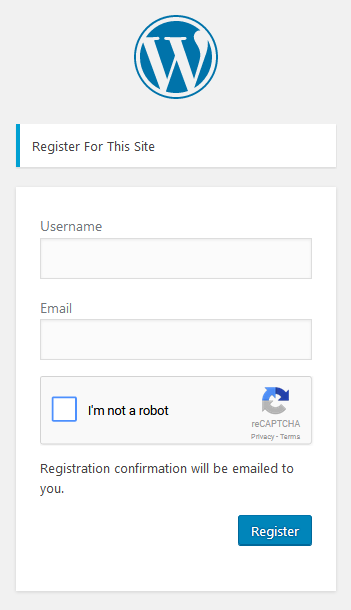 Register For This Site
Username
Email
I'm not a robot
reCAPTCHA
Privacy - Terms
Registration confirmation will be emailed to
you.
Register